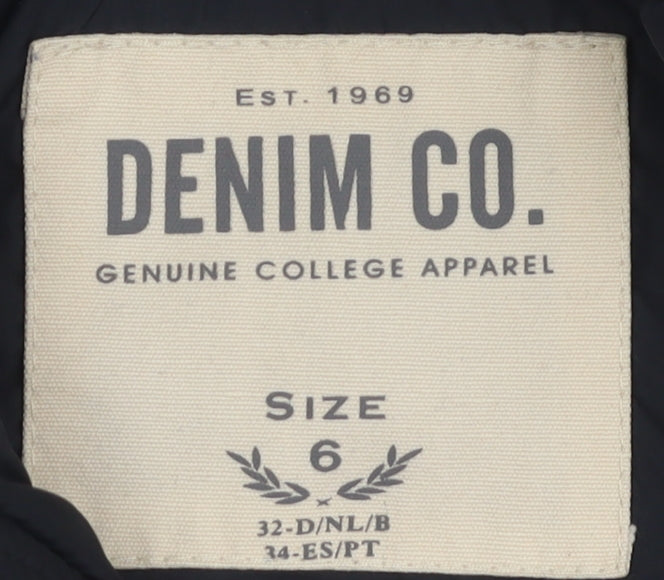 EST. 1969
DENIM CO.
GENUINE COLLEGE APPAREL
SIZE
6
32-D/NL/B
34-ES/PT